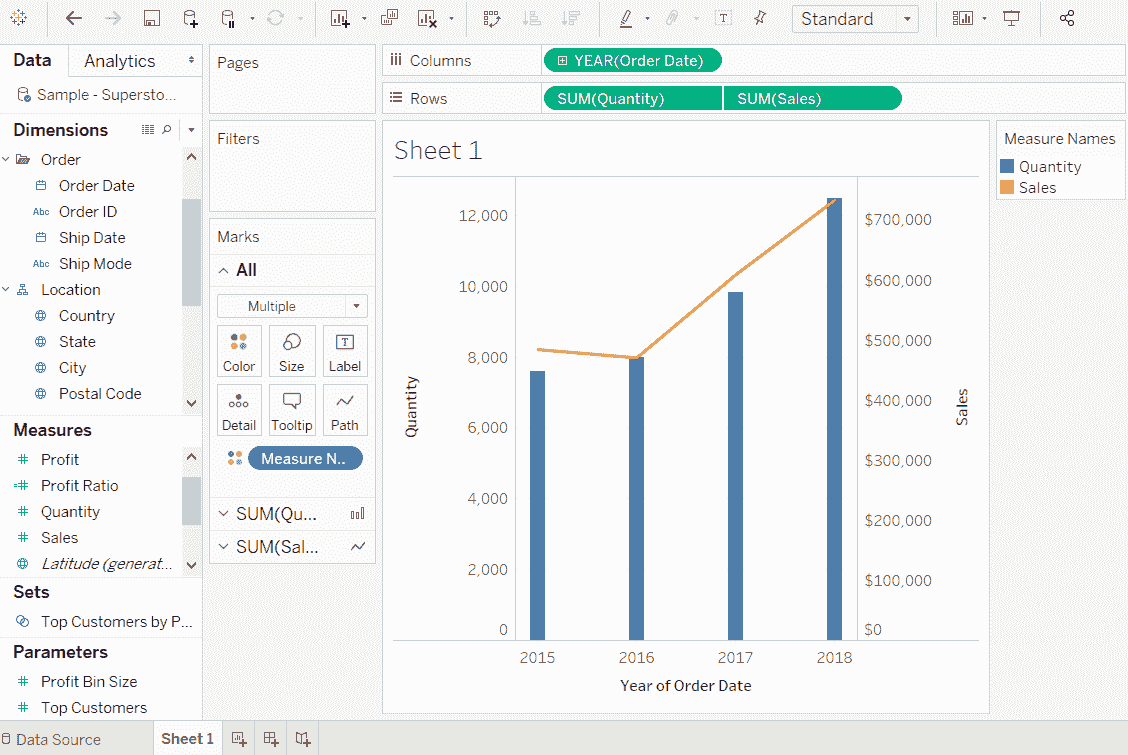 Standard
Data
Analytics
Sample - Supersto...
Dimensions
Order
Order Date
Abc Order ID
Ship Date
Abc Ship Mode
Location
Country
State
City
Postal Code
Measures
Profit
Profit Ratio
Quantity
Sales
Latitude (generat...
Sets
Top Customers by P...
Parameters
Profit Bin Size
Top Customers
Pages
Filters
Marks
All
Multiple
Color Size Label
Detail Tooltip Path
Measure N..
SUM(Qu...
SUM(Sal...
Columns YEAR(Order Date)
Rows SUM(Quantity) SUM(Sales)
Sheet 1
Quantity
12,000
10,000
8,000
6,000
4,000
2,000
0
$700,000
$600,000
$500,000
$400,000
$300,000
$200,000
$100,000
$0
Sales
2015 2016 2017 2018
Year of Order Date
Measure Names
Quantity
Sales
Data Source Sheet 1